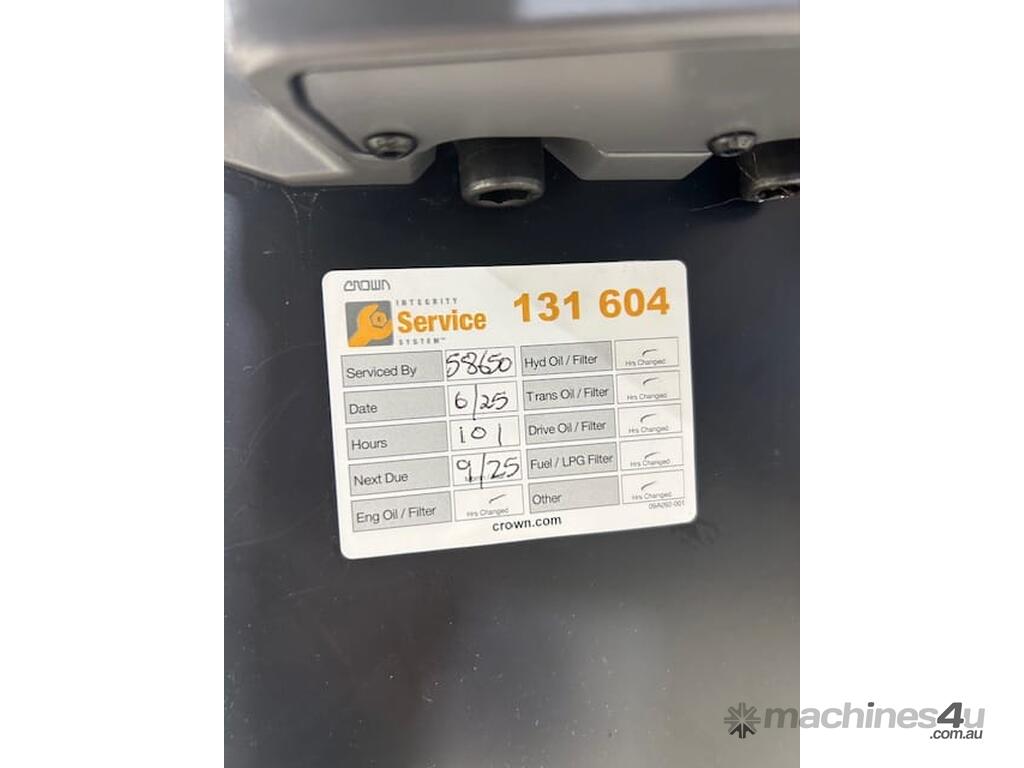 CROWN
INTEGRITY
Service
SYSTEM™
131 604
Serviced By 58650 Hyd Oil / Filter Hrs Changed
Date 6/25 Trans Oil / Filter Hrs Changed
Hours 101 Drive Oil / Filter Hrs Changed
Next Due 9/25 Fuel / LPG Filter Hrs Changed
Eng Oil / Filter Hrs Changed Other Hrs Changed
09A092-001
crown.com
machines4u
.com.au